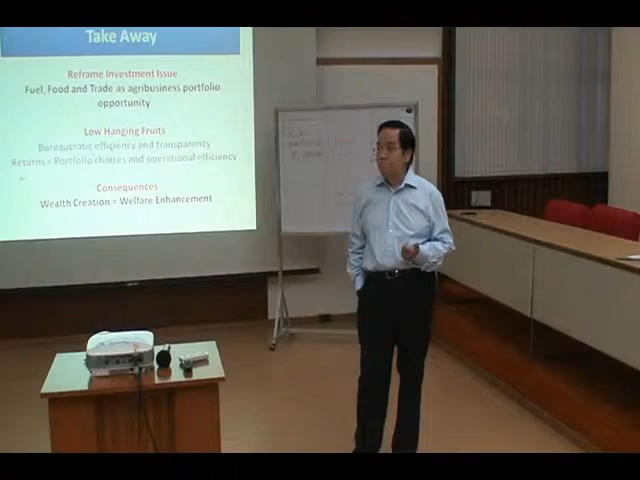 Take Away
Reframe Investment Issue
Fuel, Food and Trade as agribusiness portfolio
opportunity
Low Hanging Fruits
Bureaucratic efficiency and transparency
Returns = Portfolio choices and operational efficiency
Consequences
Wealth Creation = Welfare Enhancement